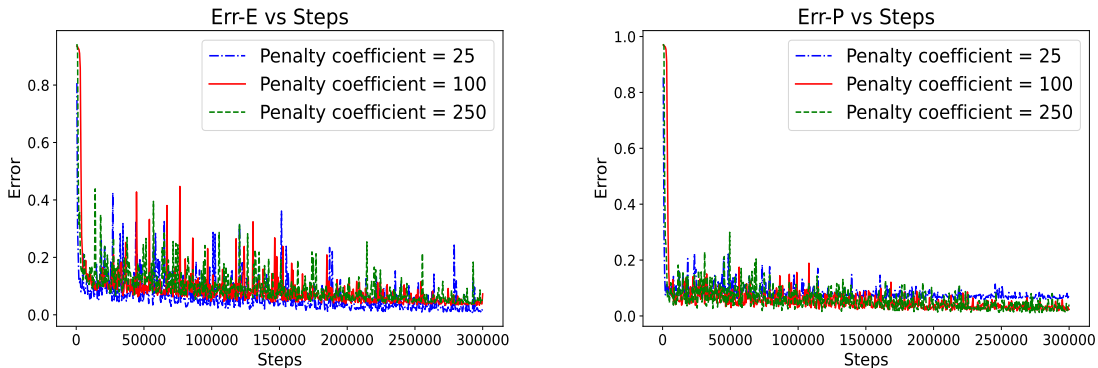 Err-E vs Steps
Error
0.8
0.6
0.4
0.2
0.0
Penalty coefficient = 25
Penalty coefficient = 100
Penalty coefficient = 250
0 50000 100000 150000 200000 250000 300000
Steps
Err-P vs Steps
Error
1.0
0.8
0.6
0.4
0.2
0.0
Penalty coefficient = 25
Penalty coefficient = 100
Penalty coefficient = 250
0 50000 100000 150000 200000 250000 300000
Steps